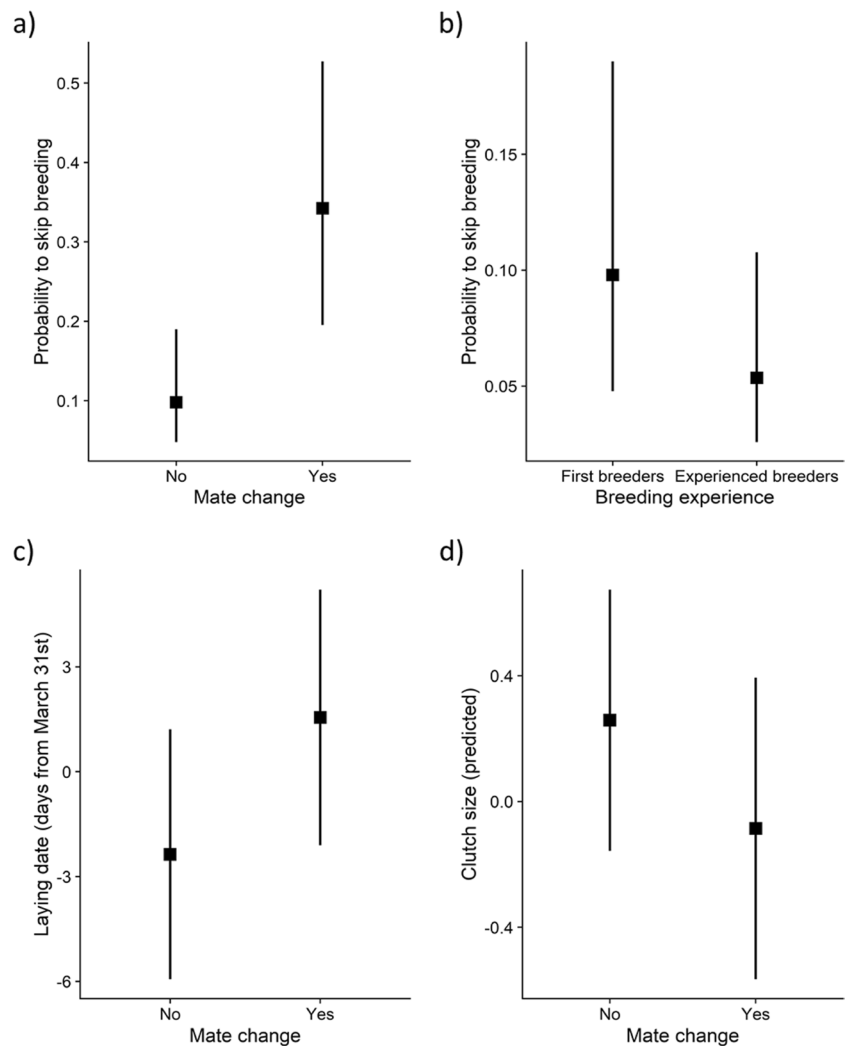 a)
Probability to skip breeding
0.5
0.4
0.3
0.2
0.1
No
Yes
Mate change
b)
Probability to skip breeding
0.15
0.10
0.05
First breeders
Experienced breeders
Breeding experience
c)
Laying date (days from March 31st)
3
0
-3
-6
No
Yes
Mate change
d)
Clutch size (predicted)
0.4
0.0
-0.4
No
Yes
Mate change